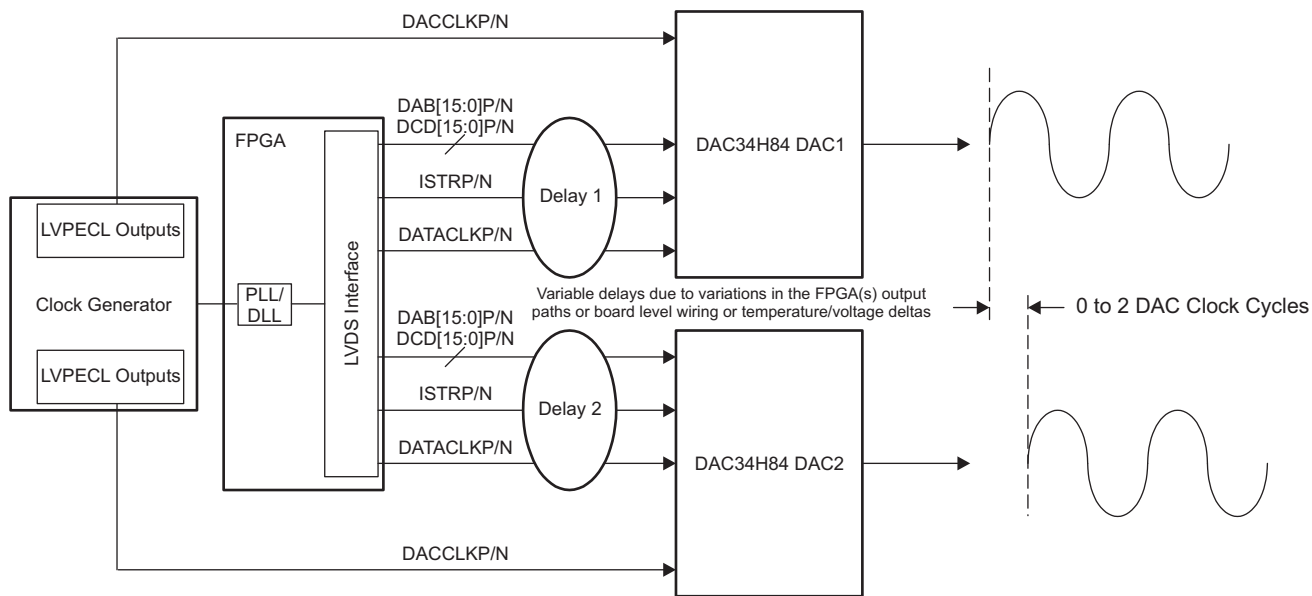 DACCLKP/N
DAB[15:0]P/N
DCD[15:0]P/N
FPGA
DAC34H84 DAC1
ISTRP/N
Delay 1
LVPECL Outputs
DATACLKP/N
LVDS Interface
Clock Generator
PLL/
DLL
Variable delays due to variations in the FPGA(s) output
paths or board level wiring or temperature/voltage deltas
0 to 2 DAC Clock Cycles
DAB[15:0]P/N
DCD[15:0]P/N
LVPECL Outputs
ISTRP/N
Delay 2
DATACLKP/N
DAC34H84 DAC2
DACCLKP/N